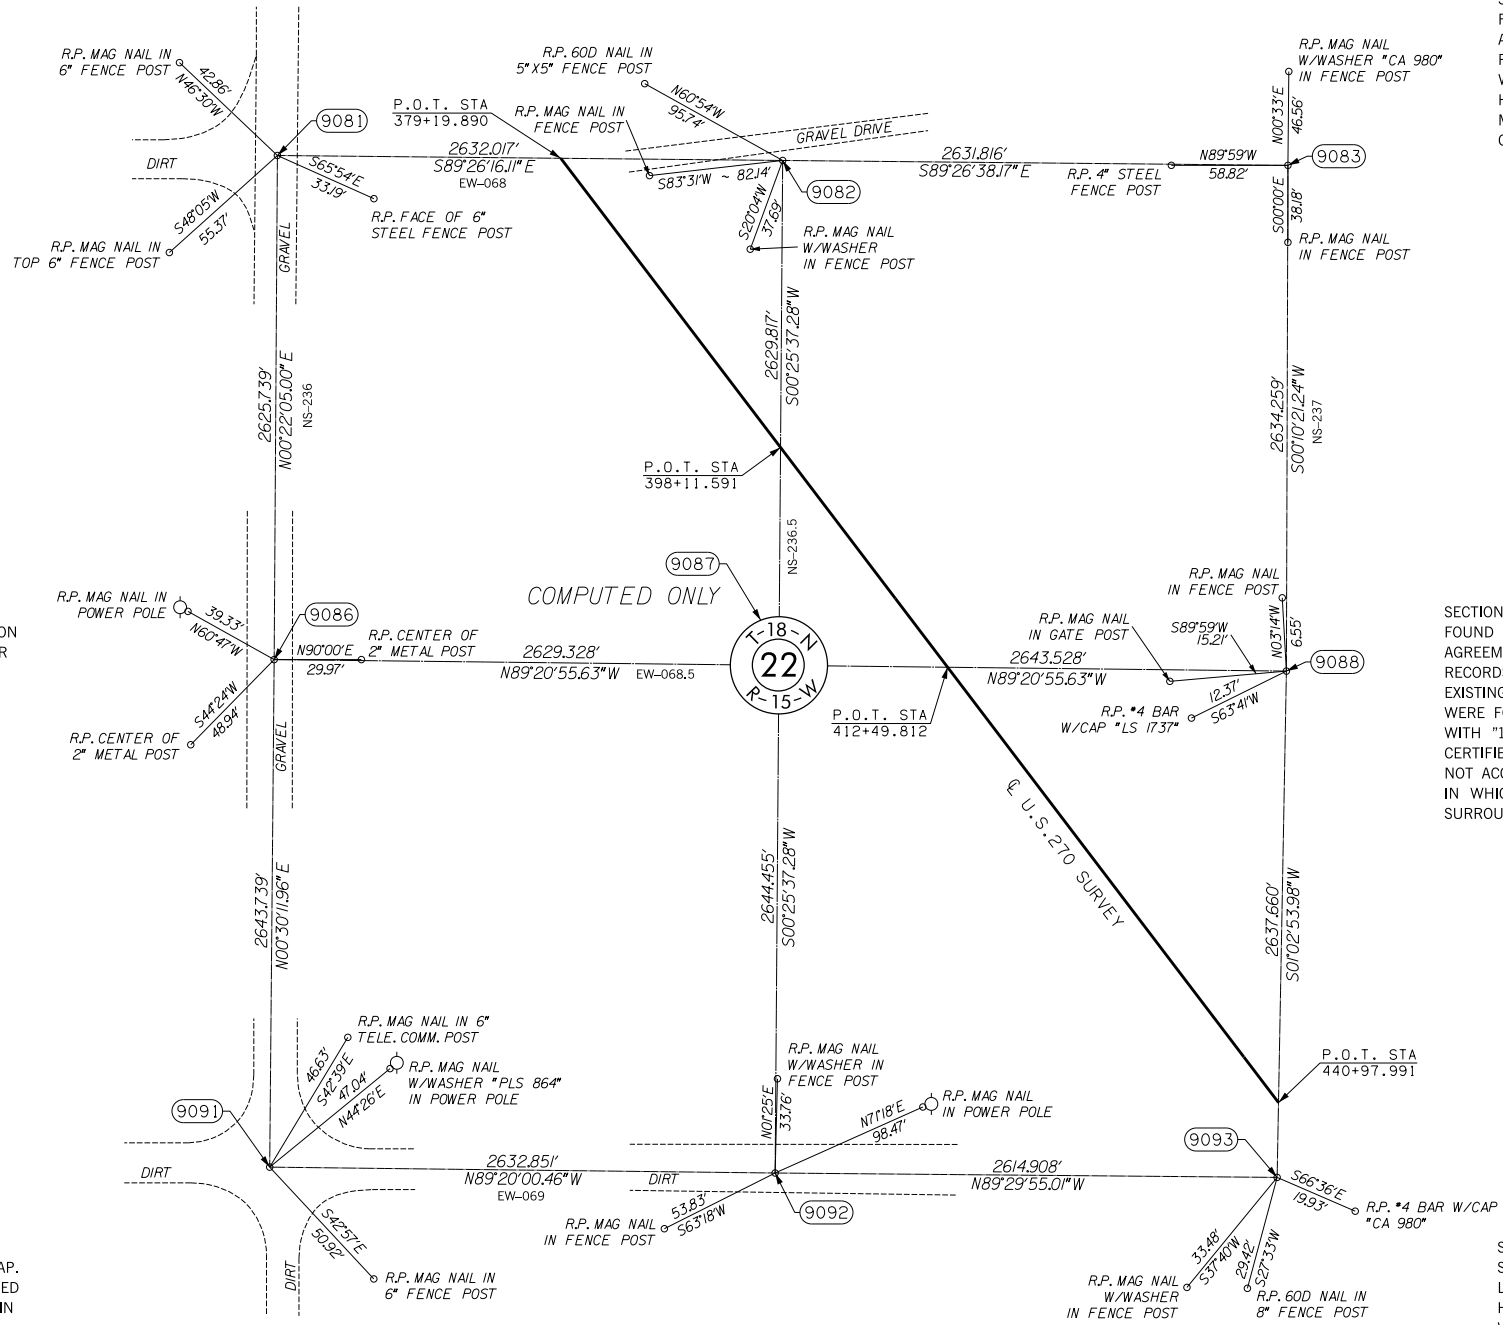 R.P. MAG NAIL IN
6" FENCE POST
42.86'
N46°30'W
9081
R.P. 60D NAIL IN
5"X5" FENCE POST
P.O.T. STA
379+19.890
R.P. MAG NAIL IN
FENCE POST
N60°54'W
95.74'
GRAVEL DRIVE
R.P. MAG NAIL
W/WASHER "CA 980"
IN FENCE POST
N00°33'E
46.56'
DIRT
2632.017'
S89°26'16.11" E
EW-068
S65°54'E
33.19'
S83°31'W ~ 82.14'
9082
2631.816'
S89°26'38.17" E
N89°59'W
58.82'
R.P. 4" STEEL
FENCE POST
9083
S48°05'W
55.37'
R.P. FACE OF 6"
STEEL FENCE POST
S20°04'W
37.69'
R.P. MAG NAIL
W/WASHER
IN FENCE POST
S00°00'E
38.18'
R.P. MAG NAIL
IN FENCE POST
R.P. MAG NAIL IN
TOP 6" FENCE POST
GRAVEL
2625.739'
N00°22'05.00" E
NS-236
2629.817'
S00°25'37.28" W
2634.259'
S00°10'21.24" W
NS-237
P.O.T. STA
398+11.591
NS-236.5
9087
COMPUTED ONLY
T-18-N
22
R-15-W
R.P. MAG NAIL IN
POWER POLE
39.33'
N60°47'W
9086
N90°00'E
29.97'
R.P. CENTER OF
2" METAL POST
2629.328'
N89°20'55.63" W
EW-068.5
S44°24'W
48.94'
R.P. CENTER OF
2" METAL POST
GRAVEL
R.P. MAG NAIL
IN FENCE POST
N03°14'W
6.55'
R.P. MAG NAIL
IN GATE POST
S89°59'W
15.21'
2643.528'
N89°20'55.63" W
9088
12.37'
S63°41'W
R.P. #4 BAR
W/CAP "LS 1737"
P.O.T. STA
412+49.812
ON
R
SECTION
FOUND
AGREEM
RECORD
EXISTING
WERE FO
WITH "1
CERTIFIE
NOT ACC
IN WHIC
SURROU
℄ U.S. 270 SURVEY
2643.739'
N00°30'11.96" E
2644.455'
S00°25'37.28" W
2637.660'
S01°02'53.98" W
R.P. MAG NAIL IN 6"
TELE. COMM. POST
46.63'
S42°39'E
R.P. MAG NAIL
W/WASHER "PLS 864"
IN POWER POLE
47.04'
N44°26'E
9091
R.P. MAG NAIL
W/WASHER IN
FENCE POST
N01°25'E
33.76'
N71°18'E
98.47'
R.P. MAG NAIL
IN POWER POLE
P.O.T. STA
440+97.991
9093
DIRT
2632.851'
N89°20'00.46" W
EW-069
DIRT
2614.908'
N89°29'55.01" W
53.83'
S63°18'W
R.P. MAG NAIL
IN FENCE POST
9092
S66°36'E
19.93'
R.P. #4 BAR W/CAP
"CA 980"
S42°57'E
50.92'
R.P. MAG NAIL IN
6" FENCE POST
DIRT
33.48'
S37°40'W
R.P. MAG NAIL
W/WASHER
IN FENCE POST
29.42'
S27°33'W
R.P. 60D NAIL IN
8" FENCE POST
AP.
ED
IN